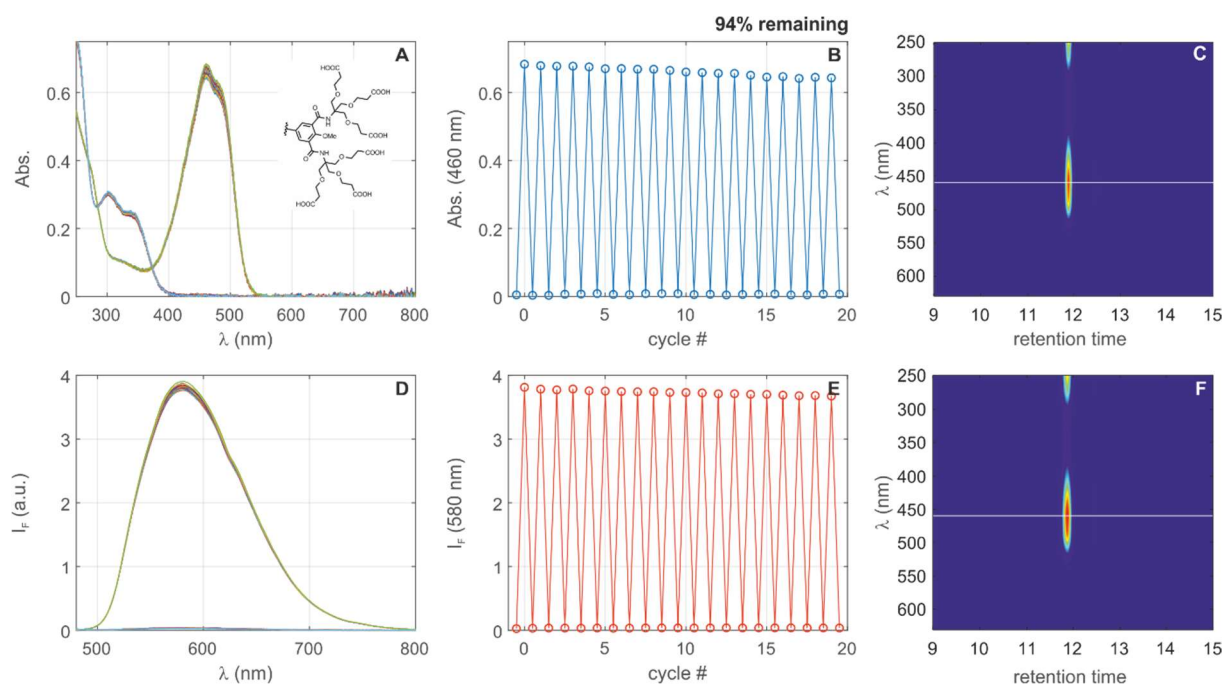 94% remaining
A
Abs.
0.6
0.4
0.2
0
300 400 500 600 700 800
λ (nm)
HOOC
O
COOH
O
O
NH
O
COOH
OMe
NH
O
O
COOH
O
O
COOH
HOOC
B
Abs. (460 nm)
0.6
0.4
0.2
0
0 5 10 15 20
cycle #
C
λ (nm)
250
300
350
400
450
500
550
600
9 10 11 12 13 14 15
retention time
D
I_F (a.u.)
4
3
2
1
0
500 600 700 800
λ (nm)
E
I_F (580 nm)
4
3
2
1
0
0 5 10 15 20
cycle #
F
λ (nm)
250
300
350
400
450
500
550
600
9 10 11 12 13 14 15
retention time